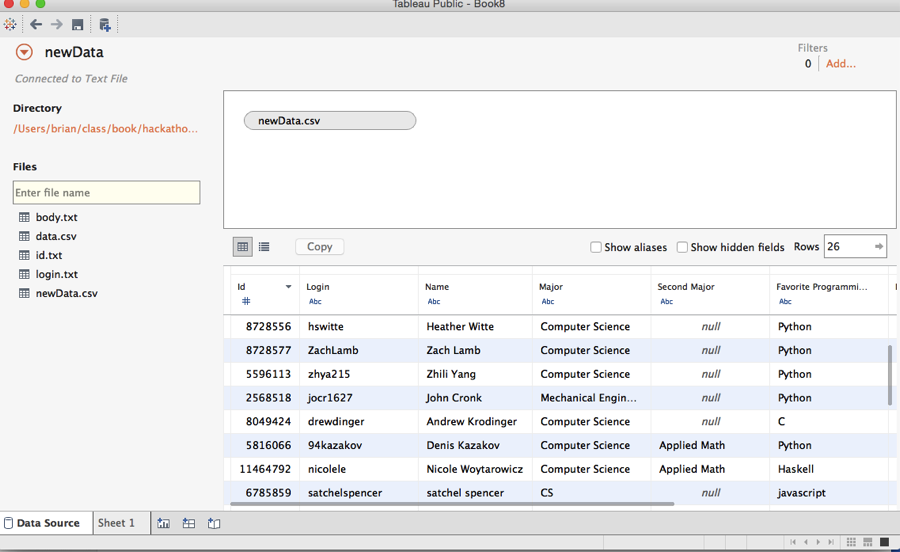 Tableau Public - Book8
newData
Connected to Text File
Filters
0 Add...
Directory
/Users/brian/class/book/hackatho...
Files
Enter file name
body.txt
data.csv
id.txt
login.txt
newData.csv
newData.csv
Copy
Show aliases Show hidden fields Rows 26
Id Login Name Major Second Major Favorite Programmi...
# Abc Abc Abc Abc Abc
8728556 hswitte Heather Witte Computer Science null Python
8728577 ZachLamb Zach Lamb Computer Science null Python
5596113 zhya215 Zhili Yang Computer Science null Python
2568518 jocr1627 John Cronk Mechanical Engin... null Python
8049424 drewdinger Andrew Krodinger Computer Science null C
5816066 94kazakov Denis Kazakov Computer Science Applied Math Python
11464792 nicolele Nicole Woytarowicz Computer Science Applied Math Haskell
6785859 satchelspencer satchel spencer CS null javascript
Data Source Sheet 1